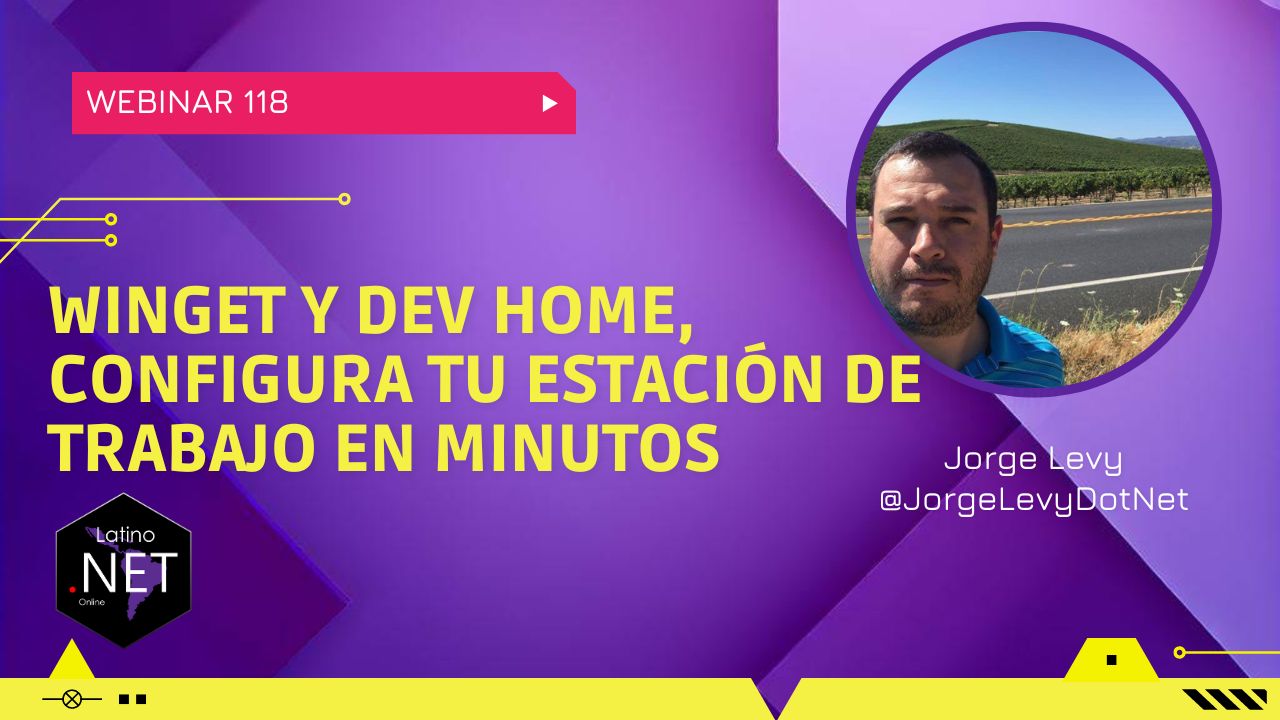 WEBINAR 118
WINGET Y DEV HOME,
CONFIGURA TU ESTACIÓN DE
TRABAJO EN MINUTOS
Jorge Levy
@JorgeLevyDotNet
Latino
.NET
Online